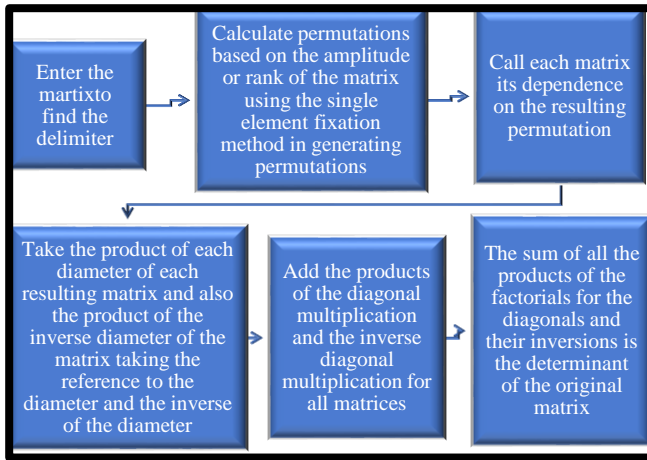 Enter the
martixto
find the
delimiter
Calculate permutations
based on the amplitude
or rank of the matrix
using the single
element fixation
method in generating
permutations
Call each matrix
its dependence
on the resulting
permutation
Take the product of each
diameter of each
resulting matrix and also
the product of the
inverse diameter of the
matrix taking the
reference to the
diameter and the inverse
of the diameter
Add the products
of the diagonal
multiplication
and the inverse
diagonal
multiplication for
all matrices
The sum of all the
products of the
factorials for the
diagonals and
their inversions is
the determinant
of the original
matrix